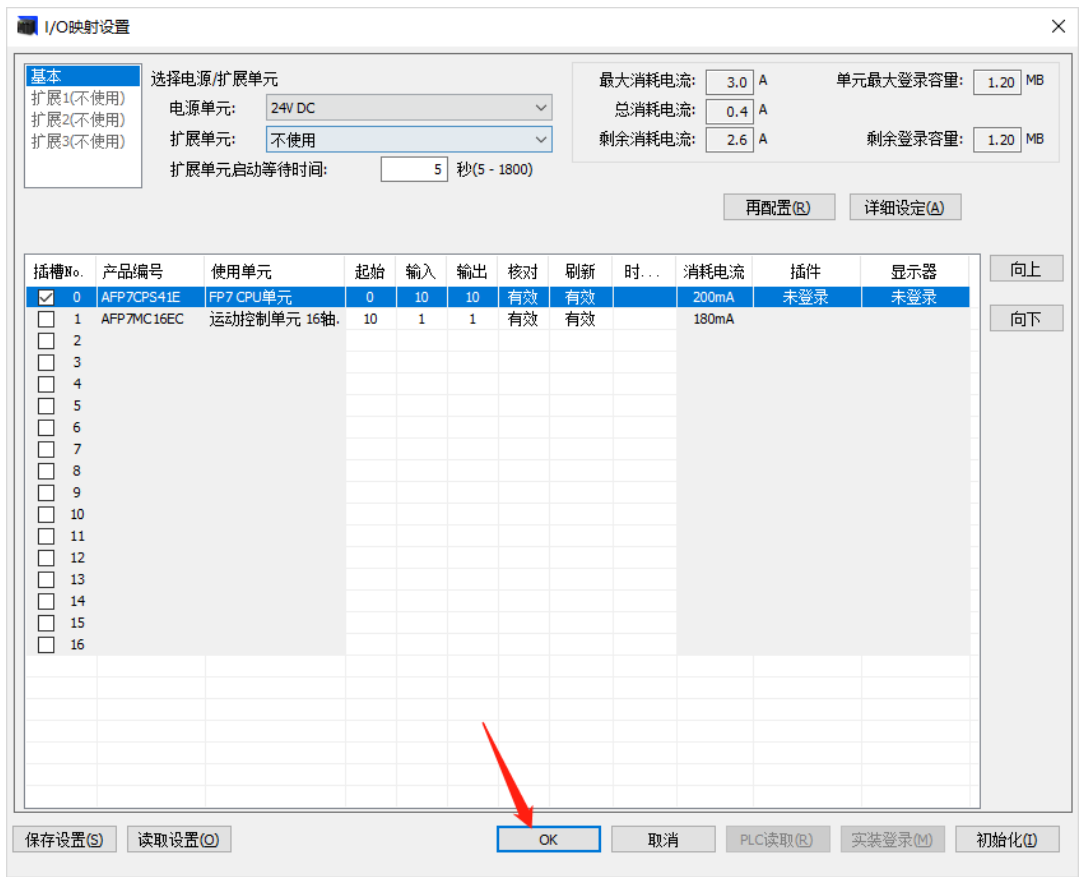 I/O映射设置
基本
扩展1(不使用)
扩展2(不使用)
扩展3(不使用)
选择电源/扩展单元
电源单元: 24V DC
扩展单元: 不使用
扩展单元启动等待时间: 5 秒(5 - 1800)
最大消耗电流: 3.0 A
总消耗电流: 0.4 A
剩余消耗电流: 2.6 A
单元最大登录容量: 1.20 MB
剩余登录容量: 1.20 MB
再配置(R) 详细设定(A)
插槽No. 产品编号 使用单元 起始 输入 输出 核对 刷新 时... 消耗电流 插件 显示器
0 AFP7CPS41E FP7 CPU单元 0 10 10 有效 有效 200mA 未登录 未登录
1 AFP7MC16EC 运动控制单元 16轴. 10 1 1 有效 有效 180mA
2
3
4
5
6
7
8
9
10
11
12
13
14
15
16
向上
向下
保存设置(S) 读取设置(O) OK 取消 PLC读取(R) 实装登录(M) 初始化(I)